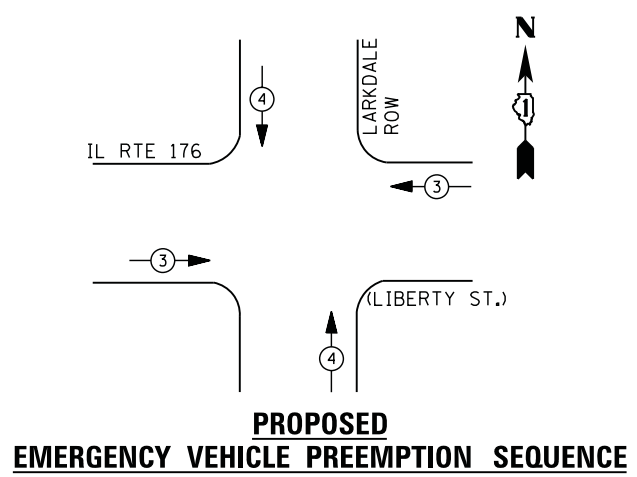 N
4
LARKDALE
ROW
1
IL RTE 176
3
3
(LIBERTY ST.)
4
PROPOSED
EMERGENCY VEHICLE PREEMPTION SEQUENCE